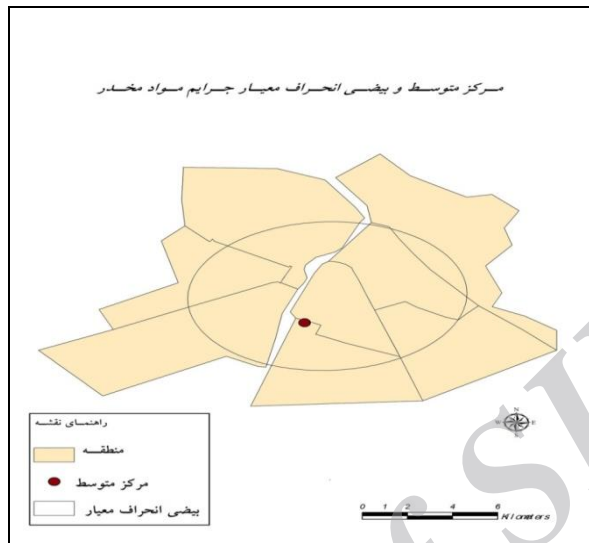 مرکز متوسط و بیضی انحراف معیار جرایم مواد مخدر
راهنمای نقشه
منطقه
مرکز متوسط
بیضی انحراف معیار
0 1 2 4 6
Kilometers
N
W E
S